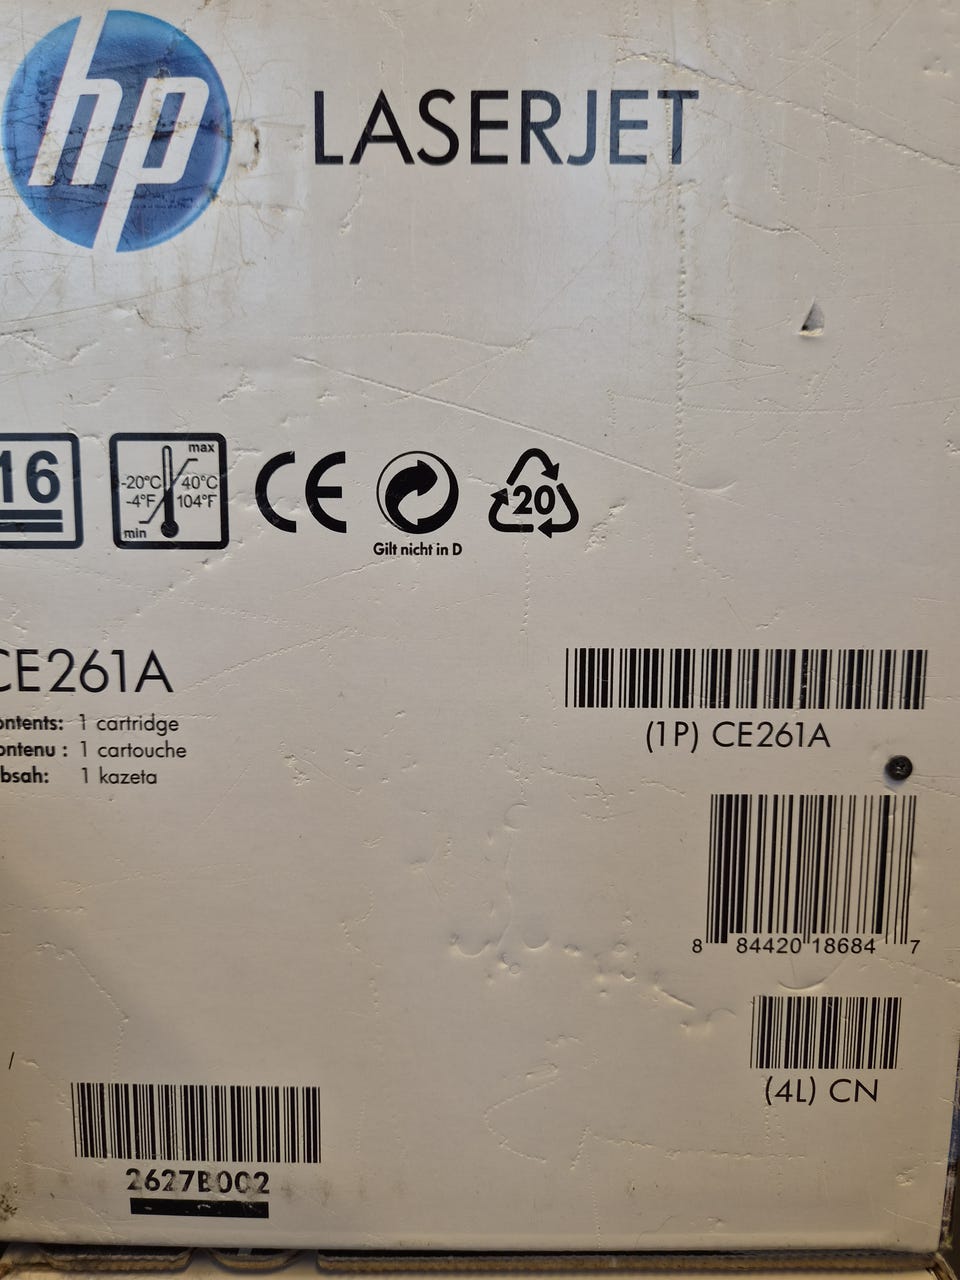 hp LASERJET
16
max
-20°C 40°C
-4°F 104°F
min
CE
Gilt nicht in D
20
CE261A
ontents: 1 cartridge
ontenu : 1 cartouche
bsah: 1 kazeta
(1P) CE261A
8 84420 18684 7
(4L) CN
/
2627B002